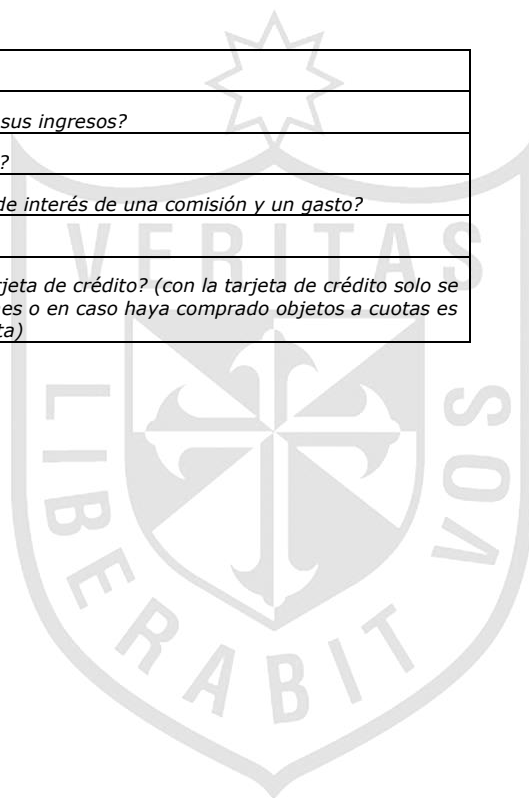 sus ingresos?
?
de interés de una comisión y un gasto?
rjeta de crédito? (con la tarjeta de crédito solo se
es o en caso haya comprado objetos a cuotas es
ta)
VERITAS
LIBERABIT
VOS